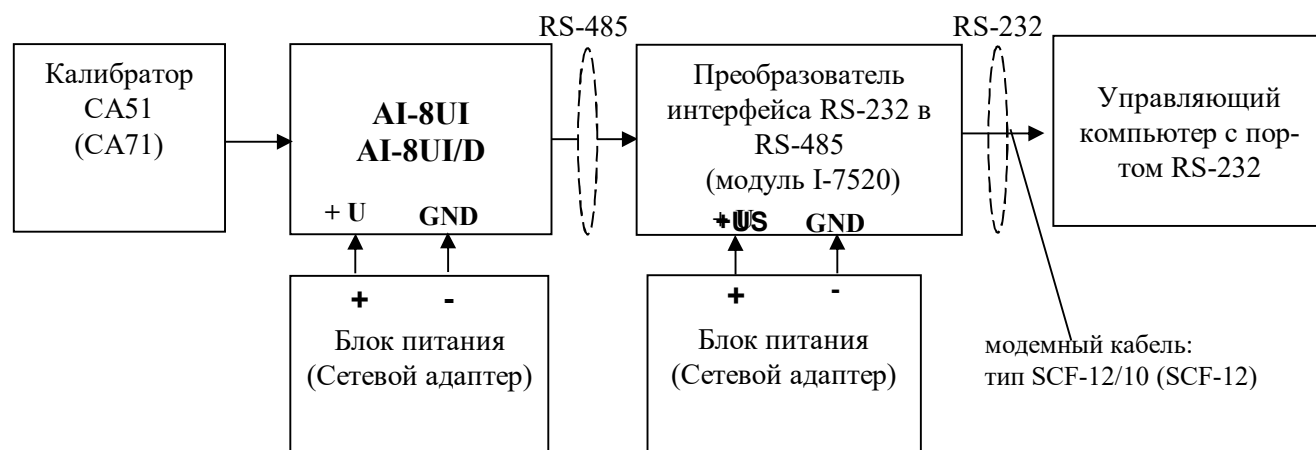 RS-485
RS-232
Калибратор
CA51
(CA71)
AI-8UI
AI-8UI/D
+ U GND
Преобразователь
интерфейса RS-232 в
RS-485
(модуль I-7520)
GND
Управляющий
компьютер с пор-
том RS-232
+ -
Блок питания
(Сетевой адаптер)
+ -
Блок питания
(Сетевой адаптер)
модемный кабель:
тип SCF-12/10 (SCF-12)